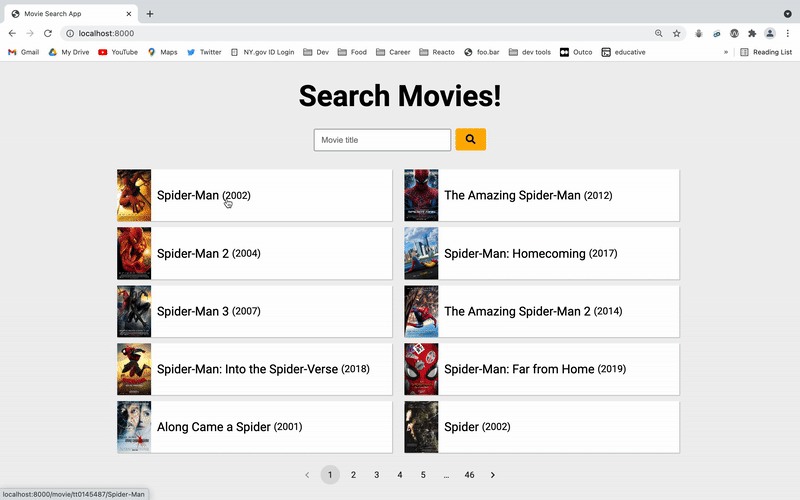 Movie Search App
localhost:8000
Gmail
My Drive
YouTube
Maps
Twitter
NY.gov ID Login
Dev
Food
Career
Reacto
foo.bar
dev tools
Outco
educative
»
Reading List
Search Movies!
Movie title
Spider-Man (2002)
The Amazing Spider-Man (2012)
Spider-Man 2 (2004)
Spider-Man: Homecoming (2017)
Spider-Man 3 (2007)
The Amazing Spider-Man 2 (2014)
Spider-Man: Into the Spider-Verse (2018)
Spider-Man: Far from Home (2019)
Along Came a Spider (2001)
Spider (2002)
‹ 1 2 3 4 5 ... 46 ›
localhost:8000/movie/tt0145487/Spider-Man